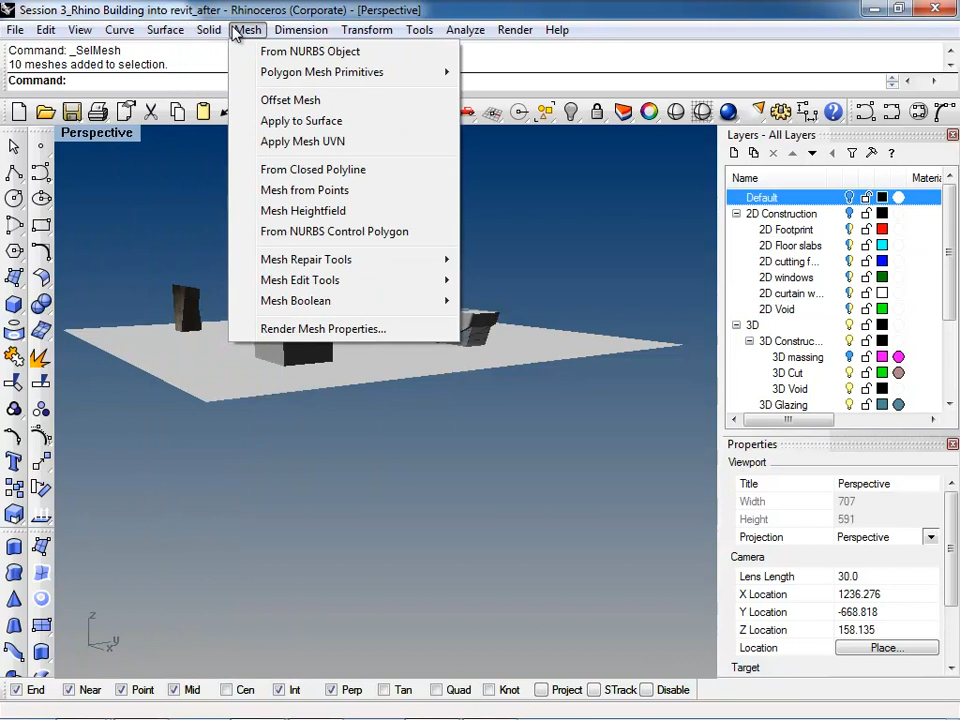 Session 3_Rhino Building into revit_after - Rhinoceros (Corporate) - [Perspective]
File Edit View Curve Surface Solid Mesh Dimension Transform Tools Analyze Render Help
Command: _SelMesh
10 meshes added to selection.
Command:
Perspective
From NURBS Object
Polygon Mesh Primitives
Offset Mesh
Apply to Surface
Apply Mesh UVN
From Closed Polyline
Mesh from Points
Mesh Heightfield
From NURBS Control Polygon
Mesh Repair Tools
Mesh Edit Tools
Mesh Boolean
Render Mesh Properties...
z
y
x
Layers - All Layers
Name Materia
Default
2D Construction
2D Footprint
2D Floor slabs
2D cutting f...
2D windows
2D curtain w...
2D Void
3D
3D Construc...
3D massing
3D Cut
3D Void
3D Glazing
Properties
Viewport
Title Perspective
Width 707
Height 591
Projection Perspective
Camera
Lens Length 30.0
X Location 1236.276
Y Location -668.818
Z Location 158.135
Location Place...
Target
End Near Point Mid Cen Int Perp Tan Quad Knot Project STrack Disable